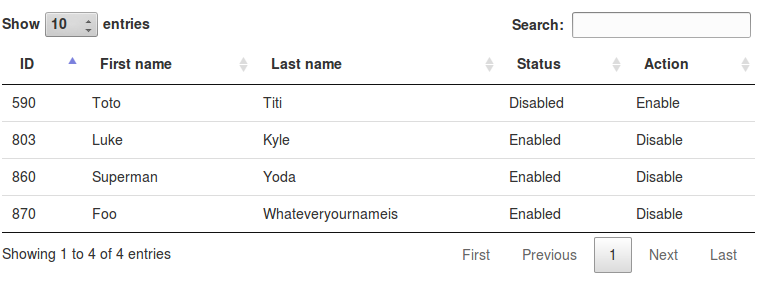 Show 10 entries Search:
ID First name Last name Status Action
590 Toto Titi Disabled Enable
803 Luke Kyle Enabled Disable
860 Superman Yoda Enabled Disable
870 Foo Whateveryournameis Enabled Disable
Showing 1 to 4 of 4 entries First Previous 1 Next Last